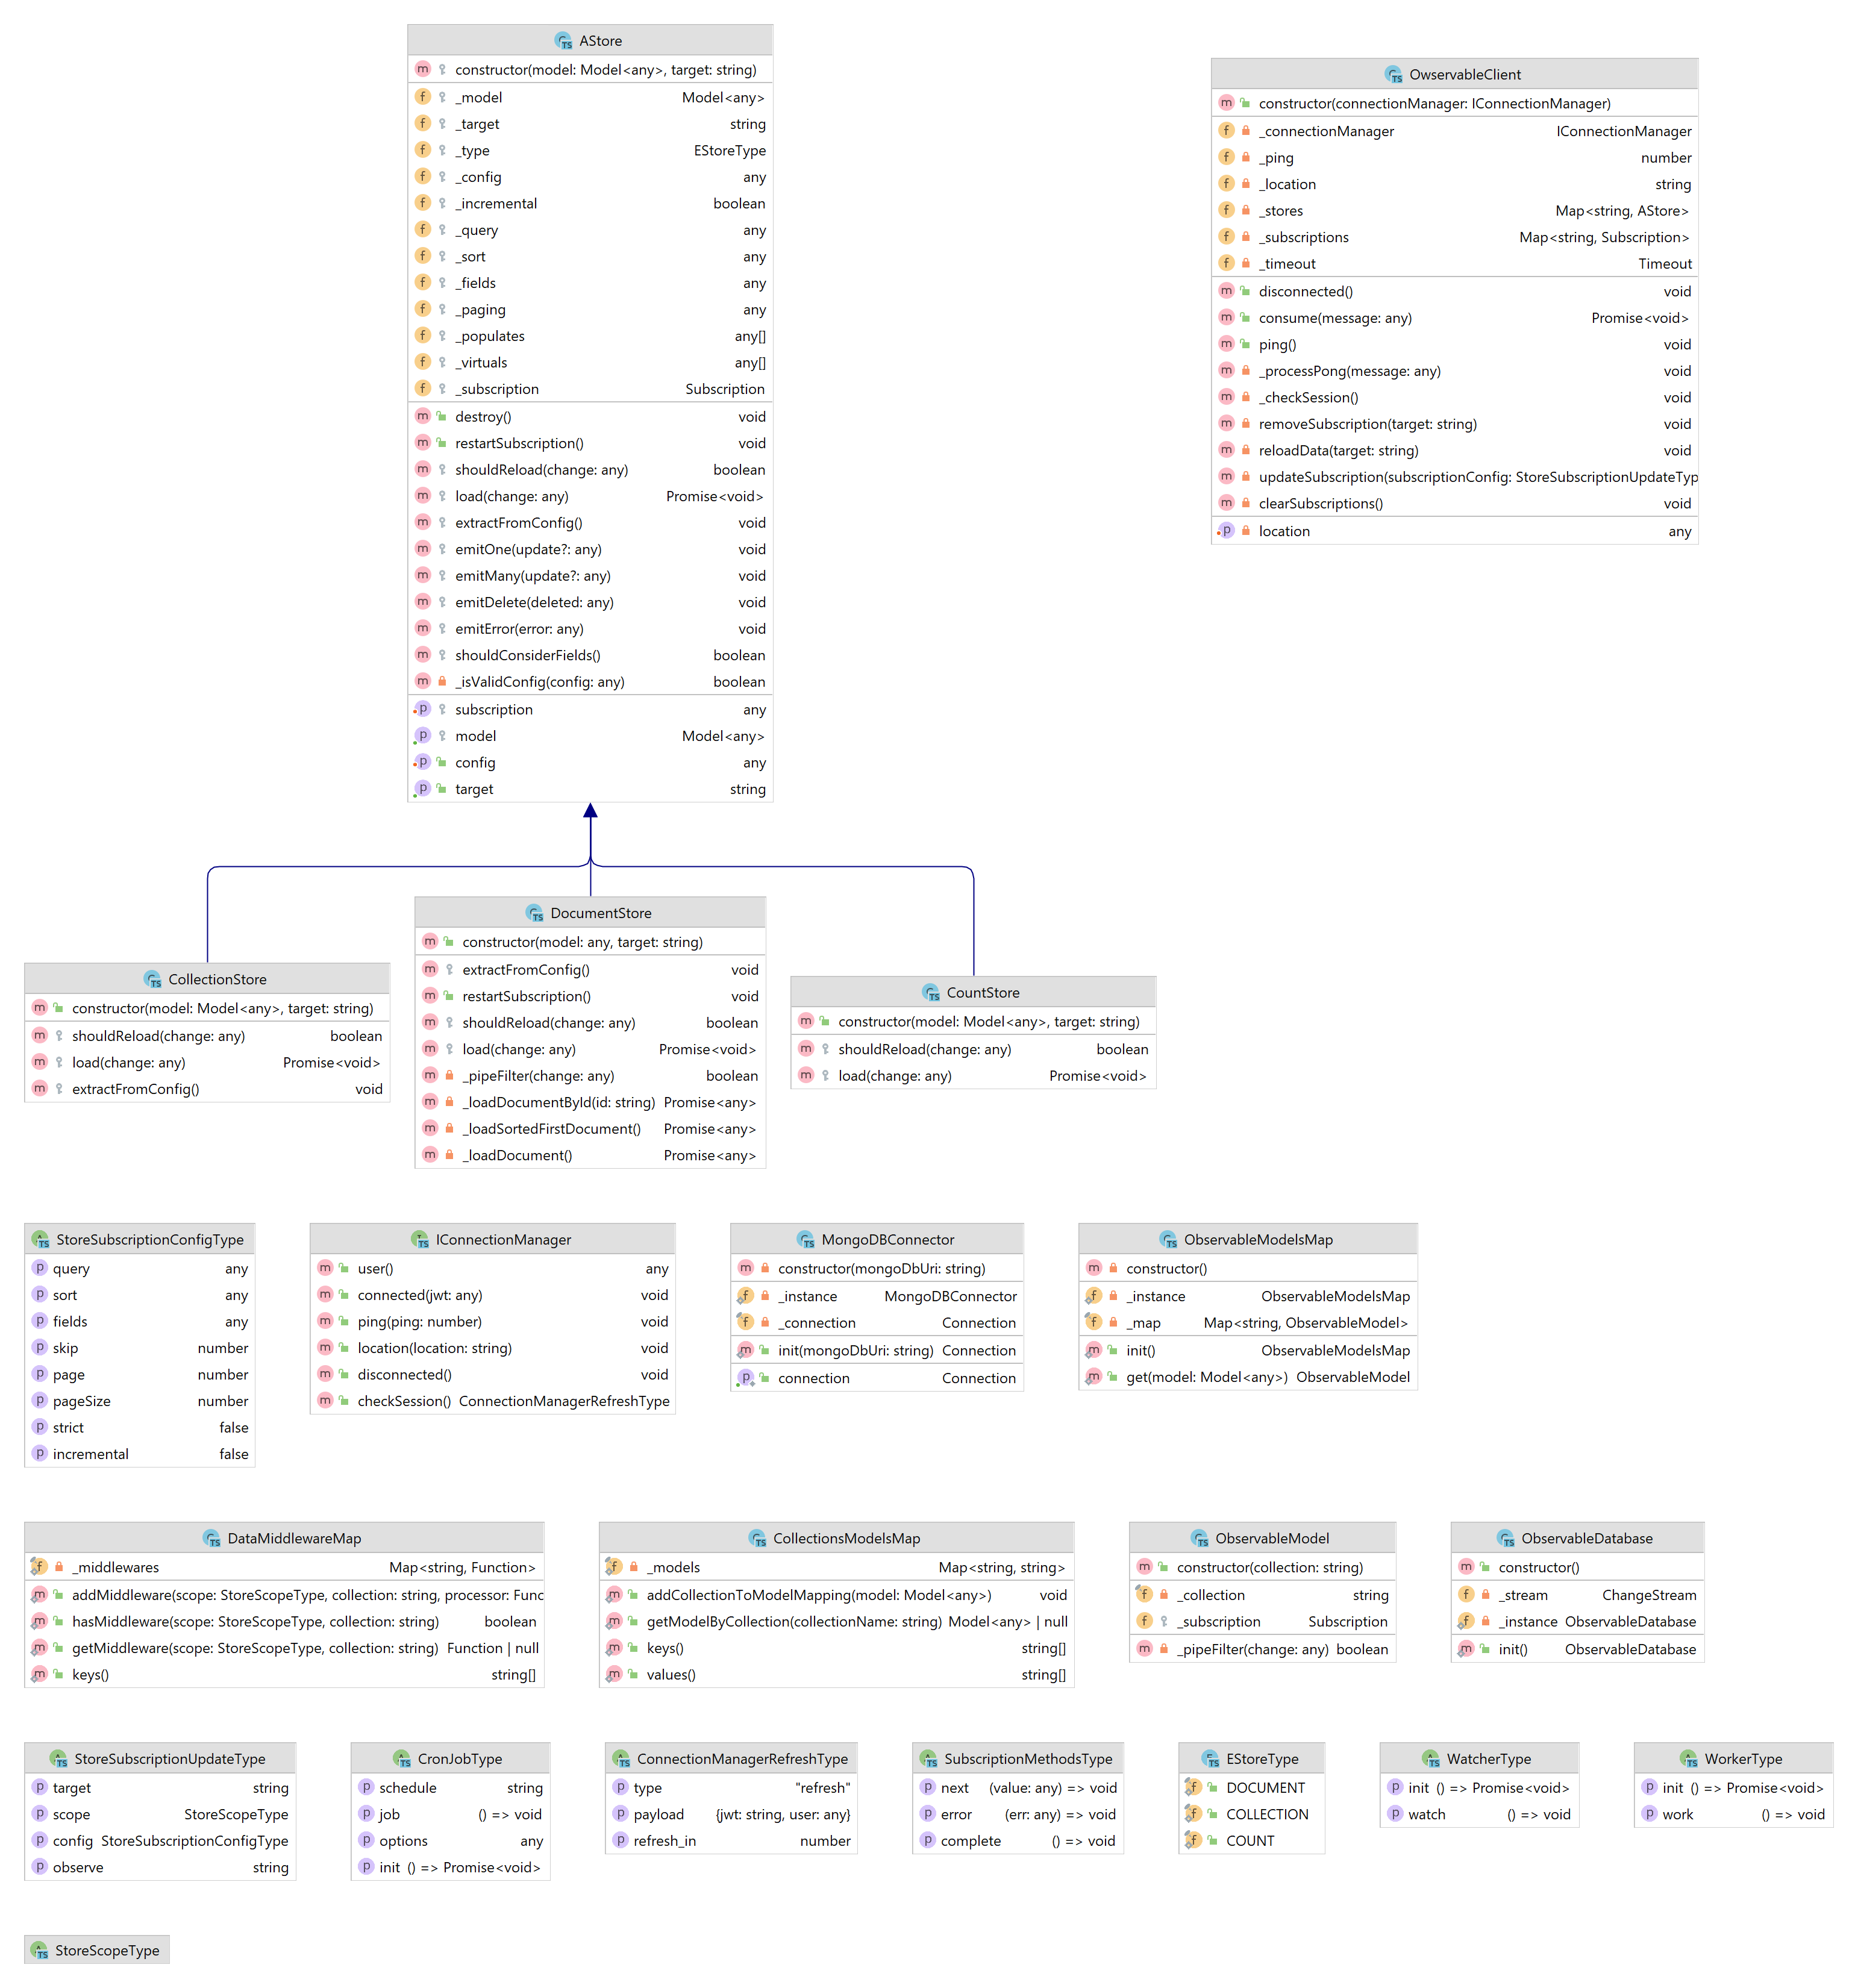 AStore
constructor(model: Model<any>, target: string)
_model Model<any>
_target string
_type EStoreType
_config any
_incremental boolean
_query any
_sort any
_fields any
_paging any
_populates any[]
_virtuals any[]
_subscription Subscription
destroy() void
restartSubscription() void
shouldReload(change: any) boolean
load(change: any) Promise<void>
extractFromConfig() void
emitOne(update?: any) void
emitMany(update?: any) void
emitDelete(deleted: any) void
emitError(error: any) void
shouldConsiderFields() boolean
_isValidConfig(config: any) boolean
subscription any
model Model<any>
config any
target string
OwservableClient
constructor(connectionManager: IConnectionManager)
_connectionManager IConnectionManager
_ping number
_location string
_stores Map<string, AStore>
_subscriptions Map<string, Subscription>
_timeout Timeout
disconnected() void
consume(message: any) Promise<void>
ping() void
_processPong(message: any) void
_checkSession() void
removeSubscription(target: string) void
reloadData(target: string) void
updateSubscription(subscriptionConfig: StoreSubscriptionUpdateTyp
clearSubscriptions() void
location any
CollectionStore
constructor(model: Model<any>, target: string)
shouldReload(change: any) boolean
load(change: any) Promise<void>
extractFromConfig() void
DocumentStore
constructor(model: any, target: string)
extractFromConfig() void
restartSubscription() void
shouldReload(change: any) boolean
load(change: any) Promise<void>
_pipeFilter(change: any) boolean
_loadDocumentById(id: string) Promise<any>
_loadSortedFirstDocument() Promise<any>
_loadDocument() Promise<any>
CountStore
constructor(model: Model<any>, target: string)
shouldReload(change: any) boolean
load(change: any) Promise<void>
StoreSubscriptionConfigType
query any
sort any
fields any
skip number
page number
pageSize number
strict false
incremental false
IConnectionManager
user() any
connected(jwt: any) void
ping(ping: number) void
location(location: string) void
disconnected() void
checkSession() ConnectionManagerRefreshType
MongoDBConnector
constructor(mongoDbUri: string)
_instance MongoDBConnector
_connection Connection
init(mongoDbUri: string) Connection
connection Connection
ObservableModelsMap
constructor()
_instance ObservableModelsMap
_map Map<string, ObservableModel>
init() ObservableModelsMap
get(model: Model<any>) ObservableModel
DataMiddlewareMap
_middlewares Map<string, Function>
addMiddleware(scope: StoreScopeType, collection: string, processor: Func
hasMiddleware(scope: StoreScopeType, collection: string) boolean
getMiddleware(scope: StoreScopeType, collection: string) Function | null
keys() string[]
CollectionsModelsMap
_models Map<string, string>
addCollectionToModelMapping(model: Model<any>) void
getModelByCollection(collectionName: string) Model<any> | null
keys() string[]
values() string[]
ObservableModel
constructor(collection: string)
_collection string
_subscription Subscription
_pipeFilter(change: any) boolean
ObservableDatabase
constructor()
_stream ChangeStream
_instance ObservableDatabase
init() ObservableDatabase
StoreSubscriptionUpdateType
target string
scope StoreScopeType
config StoreSubscriptionConfigType
observe string
CronJobType
schedule string
job () => void
options any
init () => Promise<void>
ConnectionManagerRefreshType
type "refresh"
payload {jwt: string, user: any}
refresh_in number
SubscriptionMethodsType
next (value: any) => void
error (err: any) => void
complete () => void
EStoreType
DOCUMENT
COLLECTION
COUNT
WatcherType
init () => Promise<void>
watch () => void
WorkerType
init () => Promise<void>
work () => void
StoreScopeType